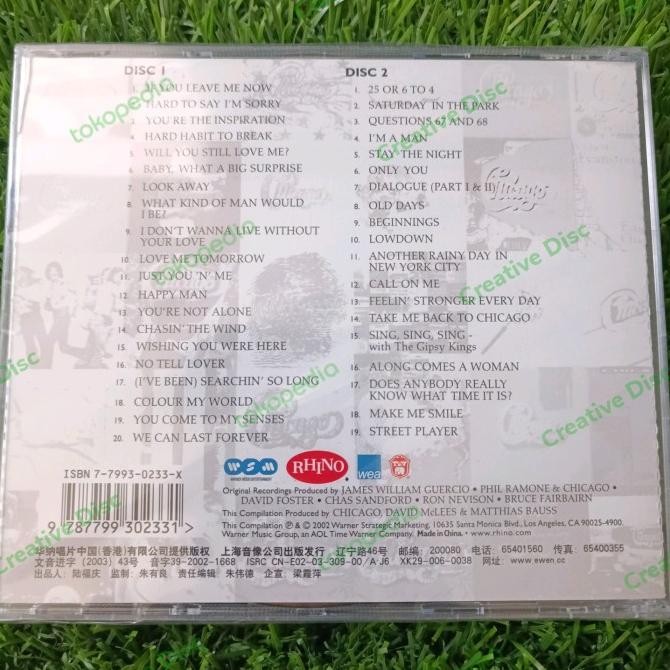 DISC 1
1. IF YOU LEAVE ME NOW
2. HARD TO SAY I'M SORRY
3. YOU'RE THE INSPIRATION
4. HARD HABIT TO BREAK
5. WILL YOU STILL LOVE ME?
6. BABY, WHAT A BIG SURPRISE
7. LOOK AWAY
8. WHAT KIND OF MAN WOULD
I BE?
9. I DON'T WANNA LIVE WITHOUT
YOUR LOVE
10. LOVE ME TOMORROW
11. JUST YOU 'N' ME
12. HAPPY MAN
13. YOU'RE NOT ALONE
14. CHASIN' THE WIND
15. WISHING YOU WERE HERE
16. NO TELL LOVER
17. (I'VE BEEN) SEARCHIN' SO LONG
18. COLOUR MY WORLD
19. YOU COME TO MY SENSES
20. WE CAN LAST FOREVER
DISC 2
1. 25 OR 6 TO 4
2. SATURDAY IN THE PARK
3. QUESTIONS 67 AND 68
4. I'M A MAN
5. STAY THE NIGHT
6. ONLY YOU
7. DIALOGUE (PART I & II)
8. OLD DAYS
9. BEGINNINGS
10. LOWDOWN
11. ANOTHER RAINY DAY IN
NEW YORK CITY
12. CALL ON ME
13. FEELIN' STRONGER EVERY DAY
14. TAKE ME BACK TO CHICAGO
15. SING, SING, SING -
with The Gipsy Kings
16. ALONG COMES A WOMAN
17. DOES ANYBODY REALLY
KNOW WHAT TIME IT IS?
18. MAKE ME SMILE
19. STREET PLAYER
Chicago
ISBN 7-7993-0233-X
9 787799 302331
WSM
RHINO
wea
Original Recordings Produced by JAMES WILLIAM GUERCIO • PHIL RAMONE & CHICAGO •
DAVID FOSTER • CHAS SANDFORD • RON NEVISON • BRUCE FAIRBAIRN
This Compilation Produced by CHICAGO, DAVID McLEES & MATTHIAS BAUSS
This Compilation ℗ & © 2002 Warner Strategic Marketing, 10635 Santa Monica Blvd., Los Angeles, CA 90025-4900.
Warner Music Group, an AOL Time Warner Company. Made in China. • www.rhino.com
华纳唱片中国(香港)有限公司提供版权 上海音像公司出版发行 辽宁路46号 邮编: 200080 电话: 65401560 传真: 65400355
文音进字 (2003) 43号 音字39-2002-1668 ISRC CN-E02-03-309-00/A·J6 XK29-006-0038 网址: www.ewen.cc
出品人: 陆福庆 监制: 朱有良 责任编辑: 朱伟德 企宣: 梁霞萍
tokopedia
Creative Disc
tokopedia
Creative Disc
tokopedia
Creative Disc